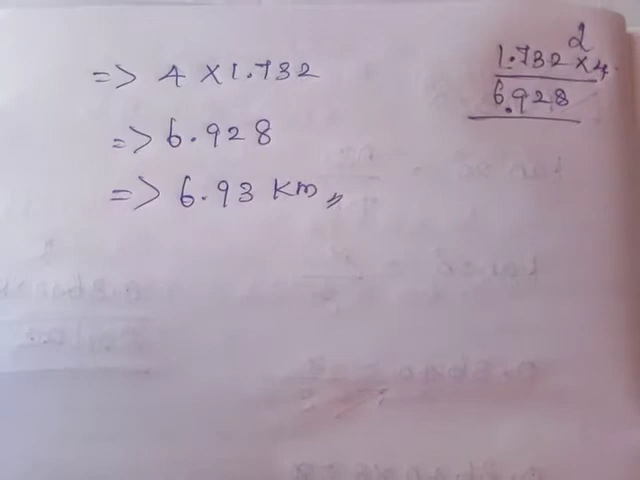 => 4 X 1.732
=> 6.928
=> 6.93 km,,
2
1.732 x 4
6.928